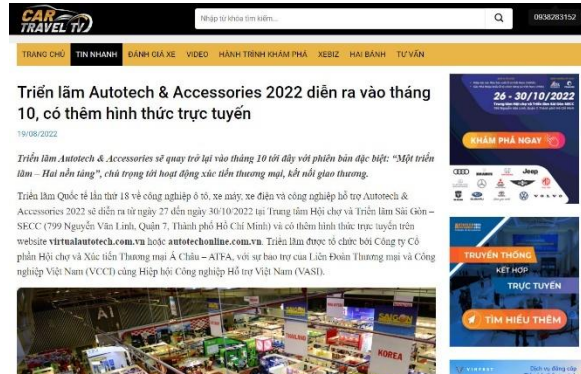 CAR
TRAVEL TV
Nhập từ khóa tìm kiếm...
0938283152
TRANG CHỦ TIN NHANH ĐÁNH GIÁ XE VIDEO HÀNH TRÌNH KHÁM PHÁ XEBIZ HAI BÁNH TƯ VẤN
Triển lãm Autotech & Accessories 2022 diễn ra vào tháng
10, có thêm hình thức trực tuyến
19/08/2022
Triển lãm Autotech & Accessories sẽ quay trở lại vào tháng 10 tới đây với phiên bản đặc biệt: “Một triển
lãm – Hai nền tảng”, chú trọng tới hoạt động xúc tiến thương mại, kết nối giao thương.
Triển lãm Quốc tế lần thứ 18 về công nghiệp ô tô, xe máy, xe điện và công nghiệp hỗ trợ Autotech &
Accessories 2022 sẽ diễn ra từ ngày 27 đến ngày 30/10/2022 tại Trung tâm Hội chợ và Triển lãm Sài Gòn –
SECC (799 Nguyễn Văn Linh, Quận 7, Thành phố Hồ Chí Minh) và có thêm hình thức trực tuyến trên
website virtualautotech.com.vn hoặc autotechonline.com.vn. Triển lãm được tổ chức bởi Công ty Cổ
phần Hội chợ và Xúc tiến Thương mại Á Châu – ATFA, với sự bảo trợ của Liên Đoàn Thương mại và Công
nghiệp Việt Nam (VCCI) cùng Hiệp hội Công nghiệp Hỗ trợ Việt Nam (VASI).
AI
THAILAND
SAIGON
KOREA
26 - 30/10/2022
KHÁM PHÁ NGAY
Jeep
VOLVO
TRUYỀN THỐNG
KẾT HỢP
TRỰC TUYẾN
TÌM HIỂU THÊM
VINFAST
Dịch vụ đẳng cấp